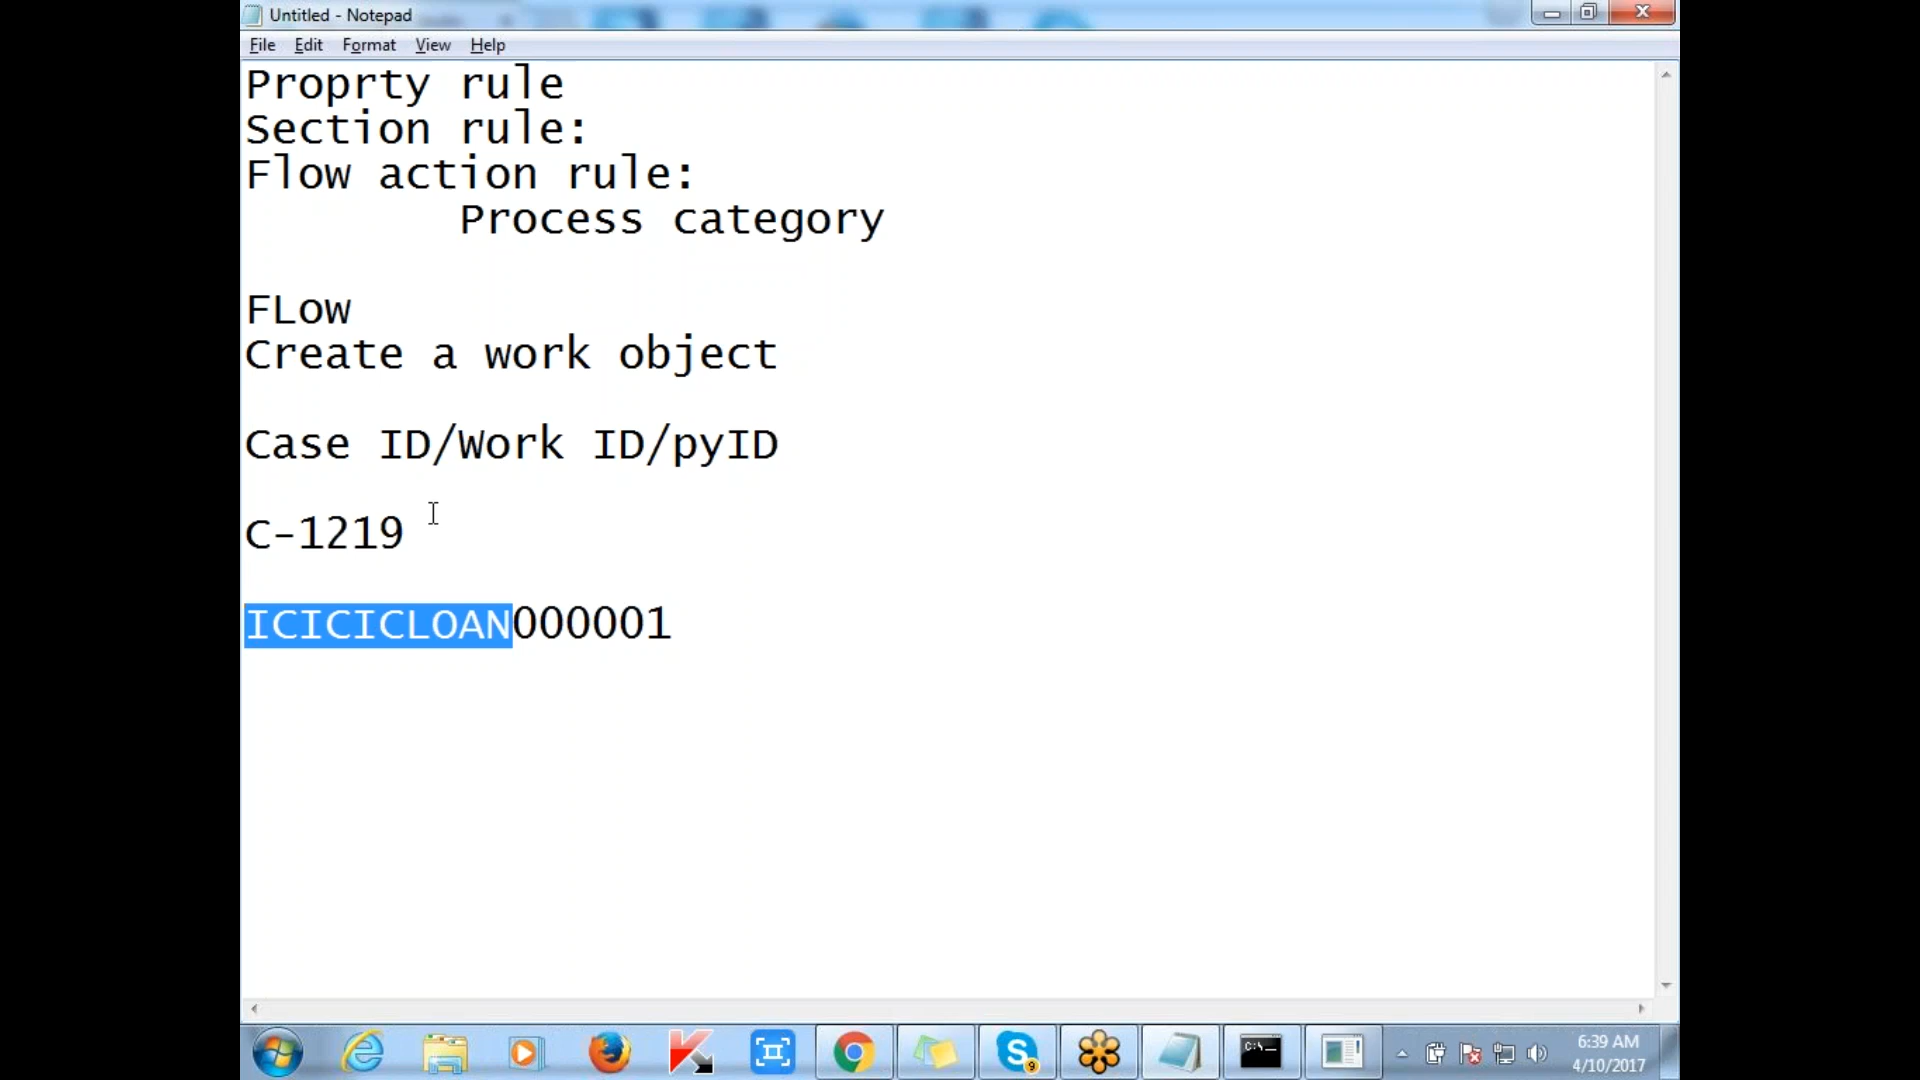 Untitled - Notepad
File Edit Format View Help
Proprty rule
Section rule:
Flow action rule:
Process category
FLow
Create a work object
Case ID/Work ID/pyID
C-1219
ICICICLOAN000001
6:39 AM
4/10/2017